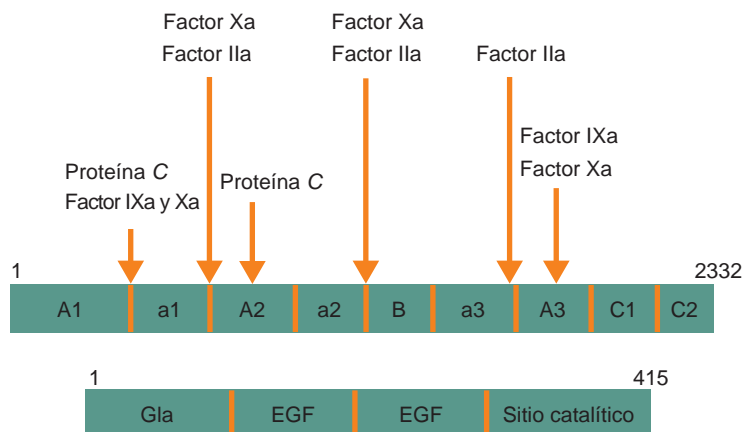 Factor Xa
Factor IIa
Factor Xa
Factor IIa
Factor IIa
Factor IXa
Factor Xa
Proteína C
Factor IXa y Xa
Proteína C
1
2332
A1
a1
A2
a2
B
a3
A3
C1
C2
1
415
Gla
EGF
EGF
Sitio catalítico